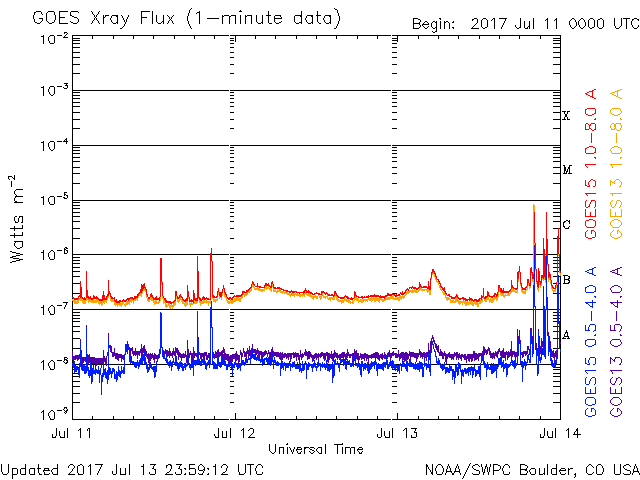 GOES Xray Flux (1-minute data)
Begin: 2017 Jul 11 0000 UTC
10-2
10-3
10-4
10-5
10-6
10-7
10-8
10-9
Watts m-2
X
M
C
B
A
GOES15 1.0-8.0 A
GOES13 1.0-8.0 A
GOES15 0.5-4.0 A
GOES13 0.5-4.0 A
Jul 11
Jul 12
Jul 13
Jul 14
Universal Time
Updated 2017 Jul 13 23:59:12 UTC
NOAA/SWPC Boulder, CO USA